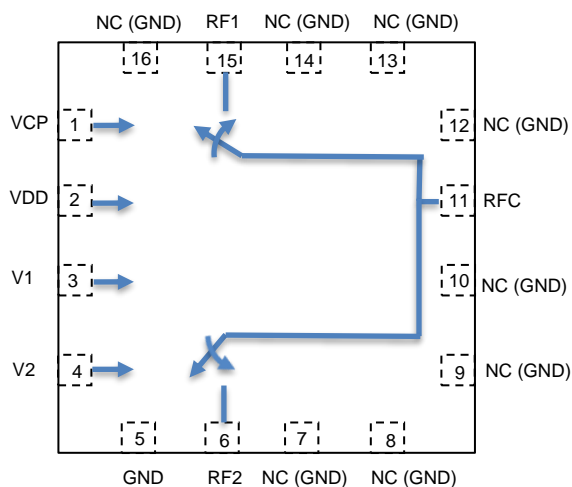 NC (GND) RF1 NC (GND) NC (GND)
16 15 14 13
VCP 1 12 NC (GND)
VDD 2 11 RFC
V1 3 10 NC (GND)
V2 4 9 NC (GND)
5 6 7 8
GND RF2 NC (GND) NC (GND)